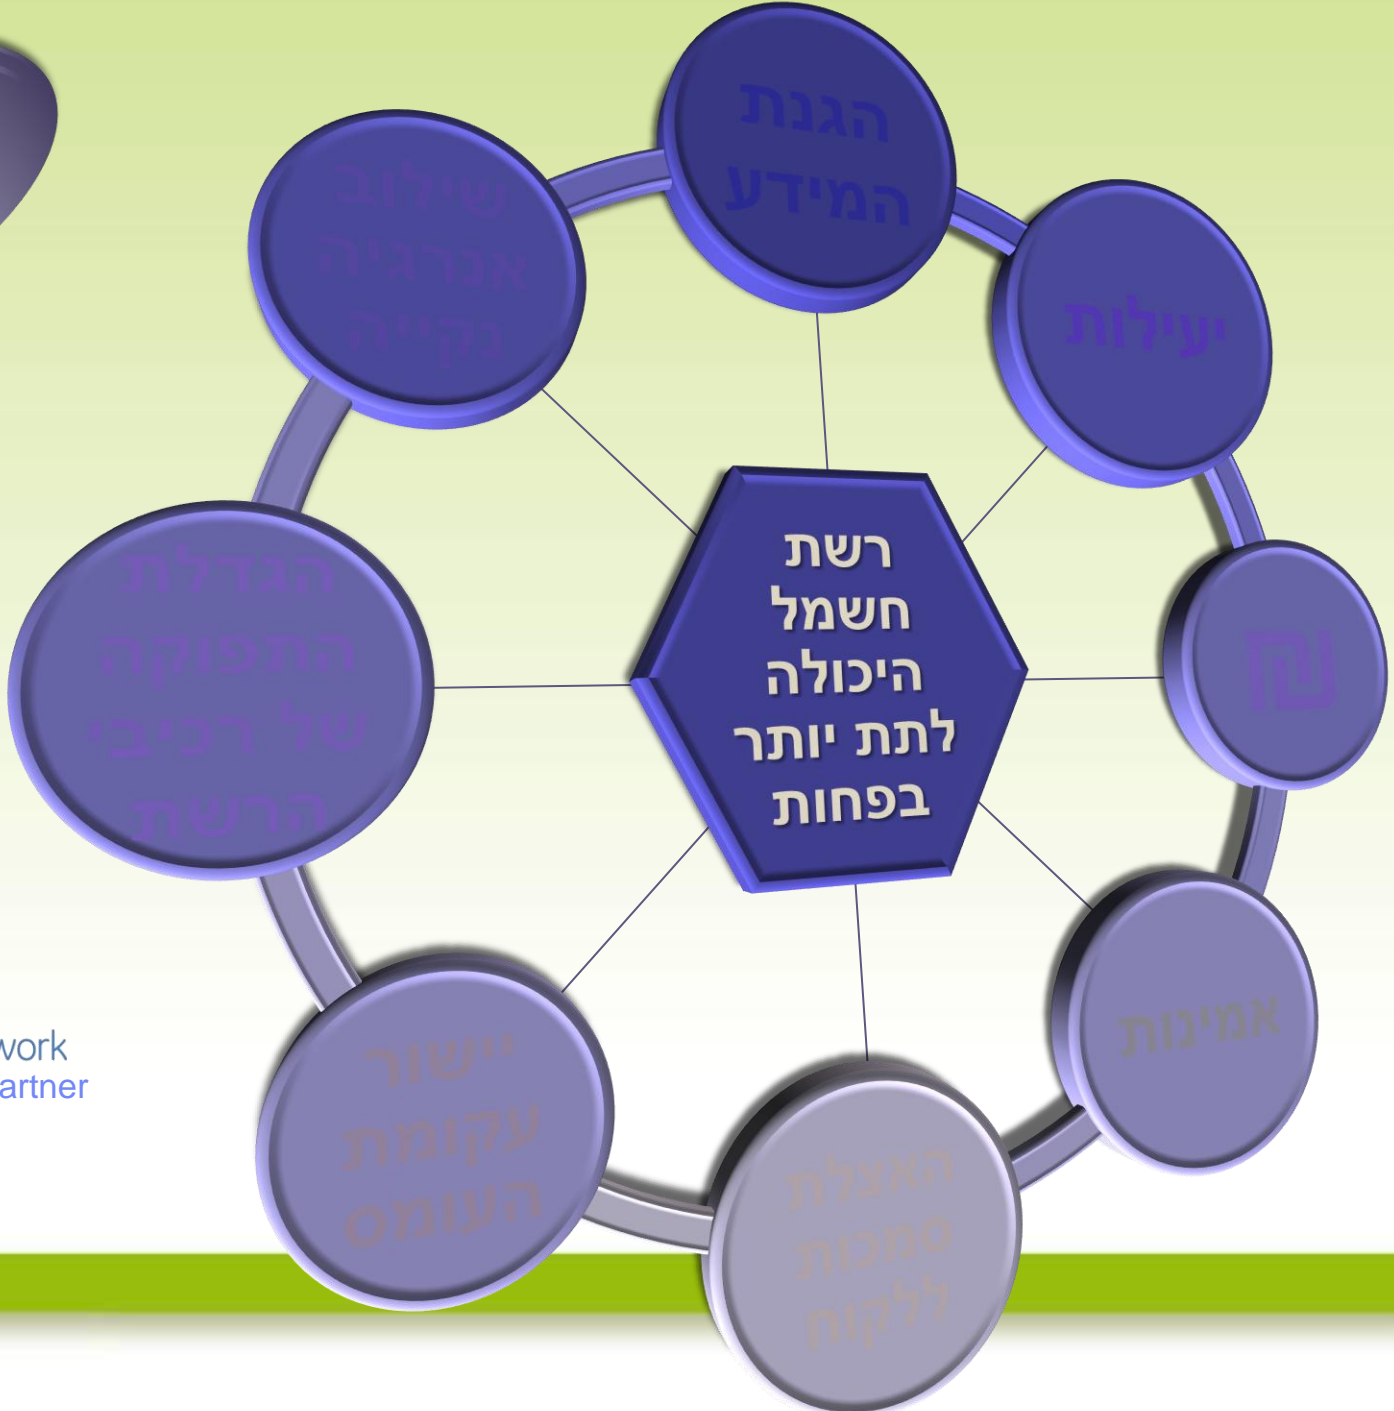 הגנת
המידע
יעילות
₪
אמינות
האצלת
סמכות
ללקוח
יישור
עקומת
העומס
הגדלת
התפוקה
של רכיבי
הרשת
שילוב
אנרגיה
נקייה
רשת
חשמל
היכולה
לתת יותר
בפחות
work
artner